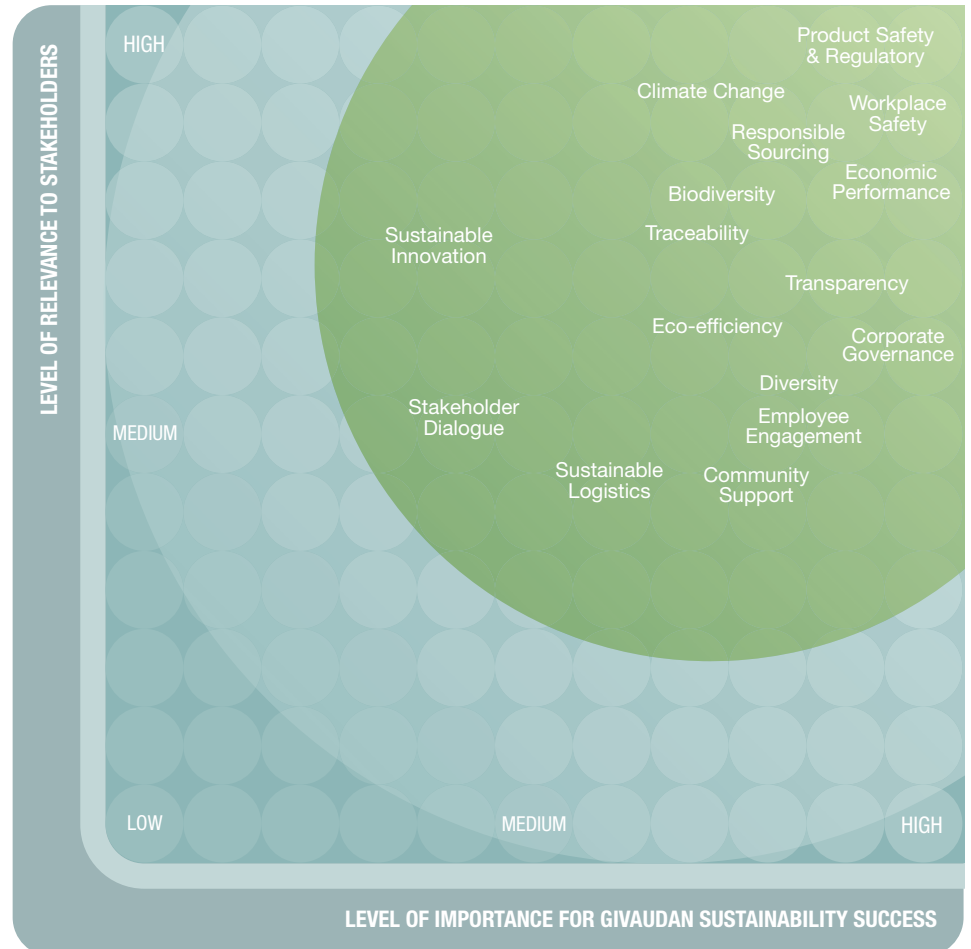 LEVEL OF RELEVANCE TO STAKEHOLDERS
HIGH
Product Safety
& Regulatory
Climate Change
Workplace
Safety
Responsible
Sourcing
Economic
Performance
Biodiversity
Sustainable
Innovation
Traceability
Transparency
Eco-efficiency
Corporate
Governance
Diversity
Stakeholder
Dialogue
Employee
Engagement
MEDIUM
Sustainable
Logistics
Community
Support
LOW
MEDIUM
HIGH
LEVEL OF IMPORTANCE FOR GIVAUDAN SUSTAINABILITY SUCCESS